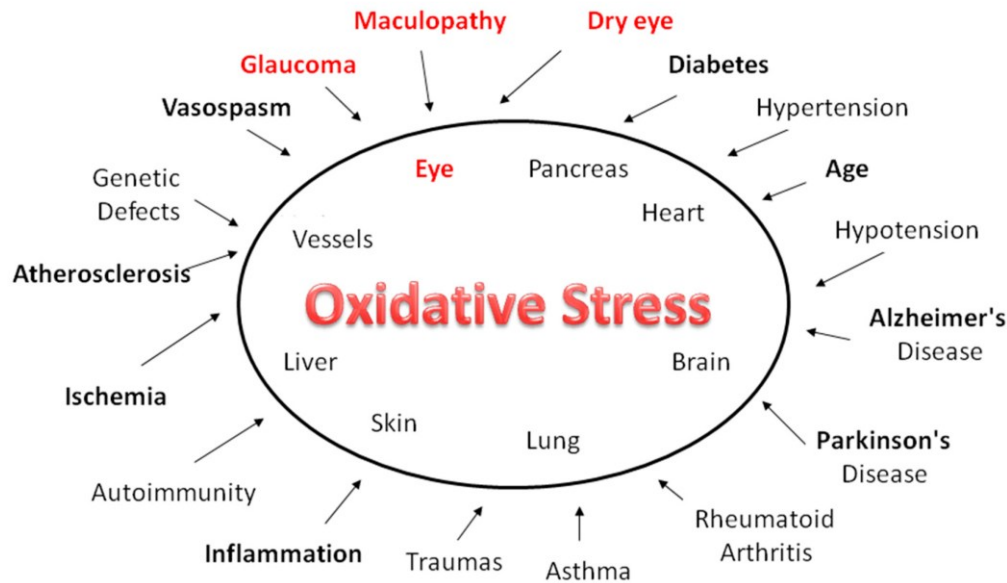 Maculopathy
Dry eye
Glaucoma
Diabetes
Vasospasm
Hypertension
Eye
Pancreas
Age
Genetic
Defects
Heart
Vessels
Hypotension
Atherosclerosis
Oxidative Stress
Alzheimer's
Disease
Liver
Brain
Ischemia
Skin
Lung
Parkinson's
Disease
Autoimmunity
Rheumatoid
Arthritis
Inflammation
Traumas
Asthma